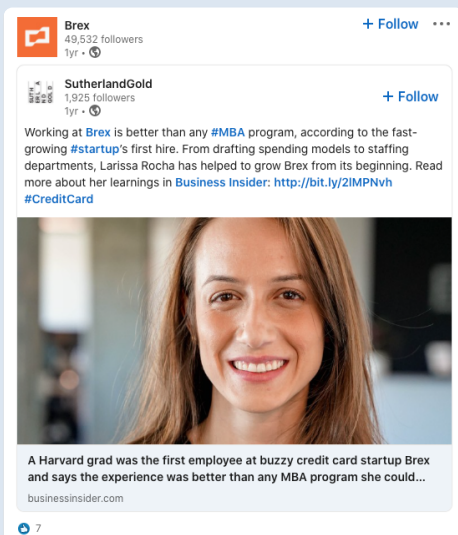 Brex
+ Follow ...
49,532 followers
1yr •
SutherlandGold
+ Follow
1,925 followers
1yr •
SUTH
ERLA
ND
GOLD
Working at Brex is better than any #MBA program, according to the fast-
growing #startup's first hire. From drafting spending models to staffing
departments, Larissa Rocha has helped to grow Brex from its beginning. Read
more about her learnings in Business Insider: http://bit.ly/2lMPNvh
#CreditCard
A Harvard grad was the first employee at buzzy credit card startup Brex
and says the experience was better than any MBA program she could...
businessinsider.com
7